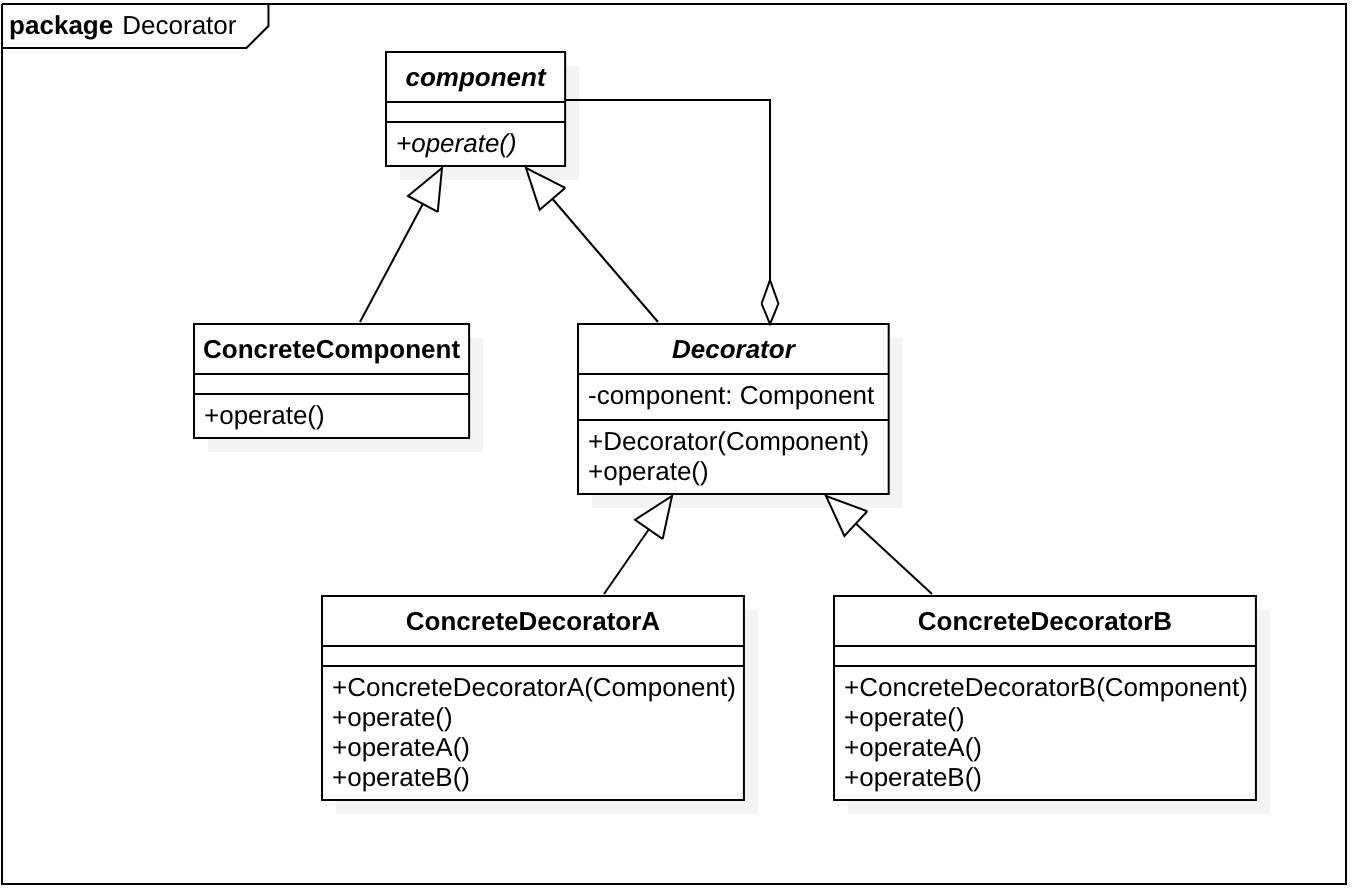 package Decorator
component
+operate()
ConcreteComponent
+operate()
Decorator
-component: Component
+Decorator(Component)
+operate()
ConcreteDecoratorA
+ConcreteDecoratorA(Component)
+operate()
+operateA()
+operateB()
ConcreteDecoratorB
+ConcreteDecoratorB(Component)
+operate()
+operateA()
+operateB()